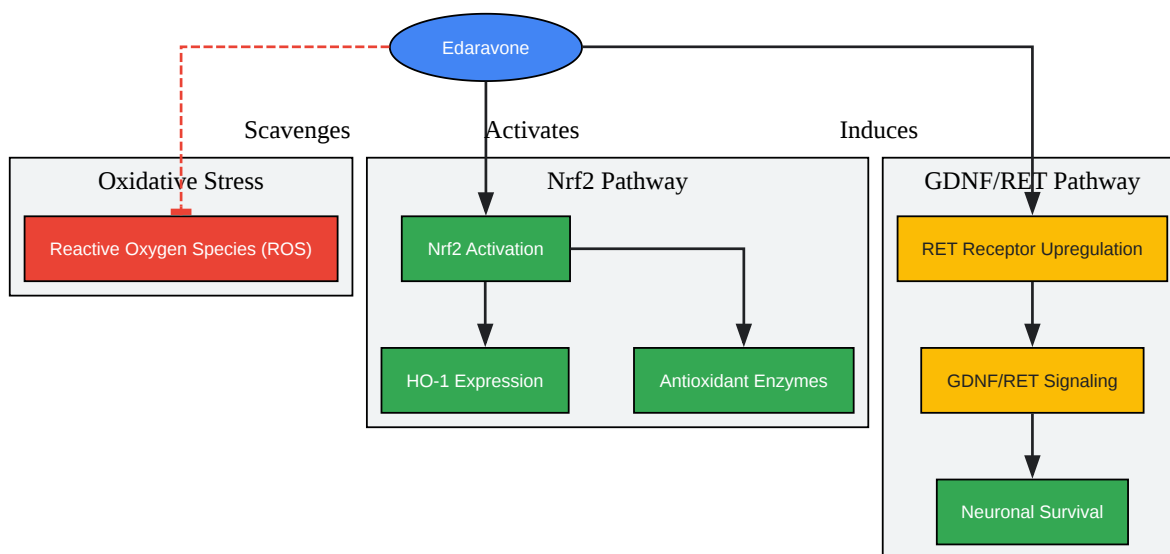 Edaravone
Scavenges
Activates
Induces
Oxidative Stress
Nrf2 Pathway
GDNF/RET Pathway
Reactive Oxygen Species (ROS)
Nrf2 Activation
RET Receptor Upregulation
HO-1 Expression
Antioxidant Enzymes
GDNF/RET Signaling
Neuronal Survival